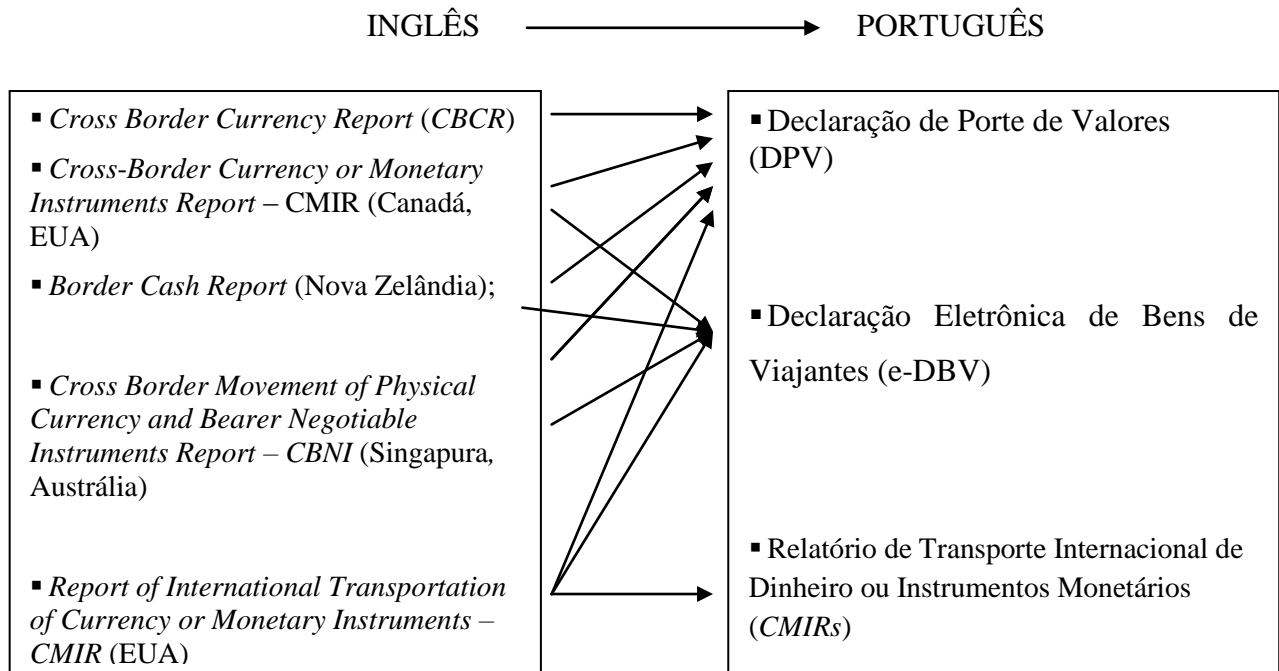 INGLÊS PORTUGUÊS
▪ Cross Border Currency Report (CBCR)
▪ Cross-Border Currency or Monetary
Instruments Report – CMIR (Canadá,
EUA)
▪ Border Cash Report (Nova Zelândia);
▪ Cross Border Movement of Physical
Currency and Bearer Negotiable
Instruments Report – CBNI (Singapura,
Austrália)
▪ Report of International Transportation
of Currency or Monetary Instruments –
CMIR (EUA)
▪ Declaração de Porte de Valores
(DPV)
▪ Declaração Eletrônica de Bens de
Viajantes (e-DBV)
▪ Relatório de Transporte Internacional de
Dinheiro ou Instrumentos Monetários
(CMIRs)